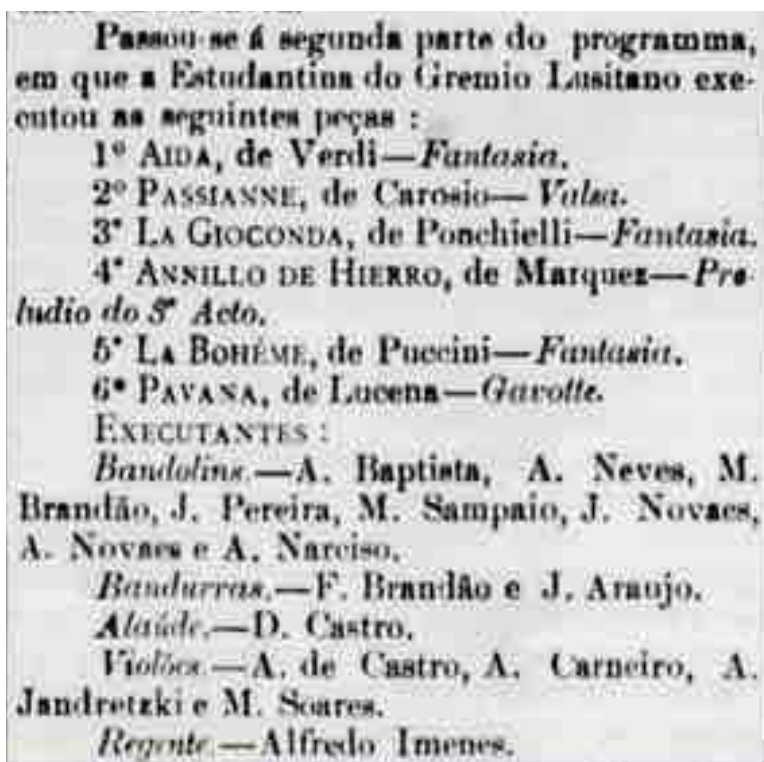 Passou-se á segunda parte do programma,
em que a Estudantina do Gremio Lusitano exe-
cutou as seguintes peças :
1º AIDA, de Verdi—Fantasia.
2º PASSIANNE, de Carosio—Valsa.
3º LA GIOCONDA, de Ponchielli—Fantasia.
4º ANNILLO DE HIERRO, de Marquez—Pre-
ludio do 3º Acto.
5º LA BOHÉME, de Puccini—Fantasia.
6º PAVANA, de Lucena—Gavotte.
EXECUTANTES :
Bandolins.—A. Baptista, A. Neves, M.
Brandão, J. Pereira, M. Sampaio, J. Novaes,
A. Novaes e A. Narciso.
Bandurras.—F. Brandão e J. Araujo.
Alaúde.—D. Castro.
Violões.—A. de Castro, A. Carneiro, A.
Jandretzki e M. Soares.
Regente.—Alfredo Imenes.